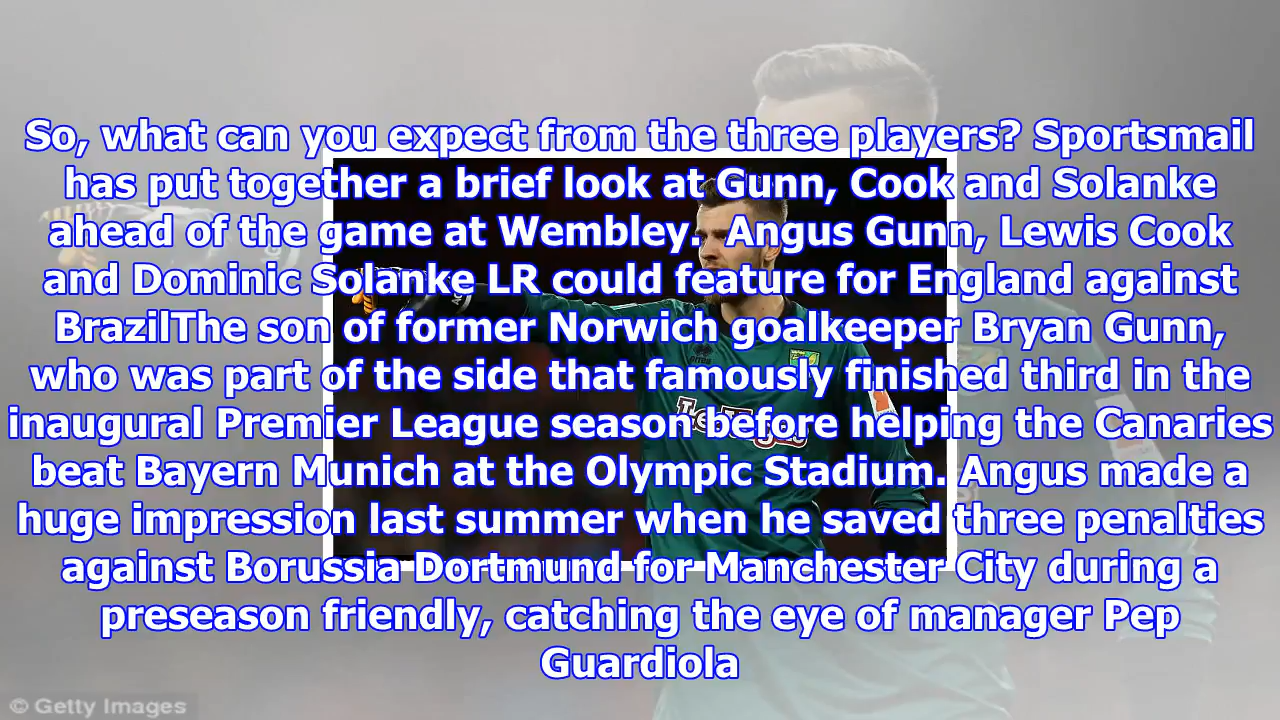 So, what can you expect from the three players? Sportsmail
has put together a brief look at Gunn, Cook and Solanke
ahead of the game at Wembley.  Angus Gunn, Lewis Cook
and Dominic Solanke LR could feature for England against
BrazilThe son of former Norwich goalkeeper Bryan Gunn,
who was part of the side that famously finished third in the
inaugural Premier League season before helping the Canaries
beat Bayern Munich at the Olympic Stadium. Angus made a
huge impression last summer when he saved three penalties
against Borussia Dortmund for Manchester City during a
preseason friendly, catching the eye of manager Pep
Guardiola
© Getty Images